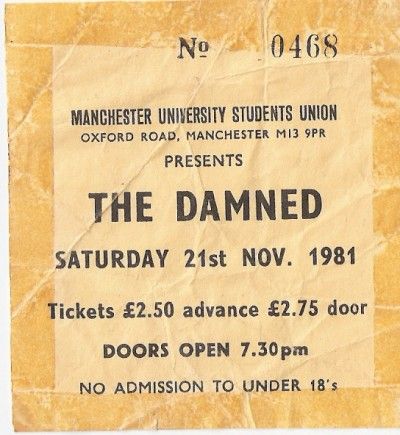 No 0468
MANCHESTER UNIVERSITY STUDENTS UNION
OXFORD ROAD, MANCHESTER M13 9PR
PRESENTS
THE DAMNED
SATURDAY 21st NOV. 1981
Tickets £2.50 advance £2.75 door
DOORS OPEN 7.30pm
NO ADMISSION TO UNDER 18's